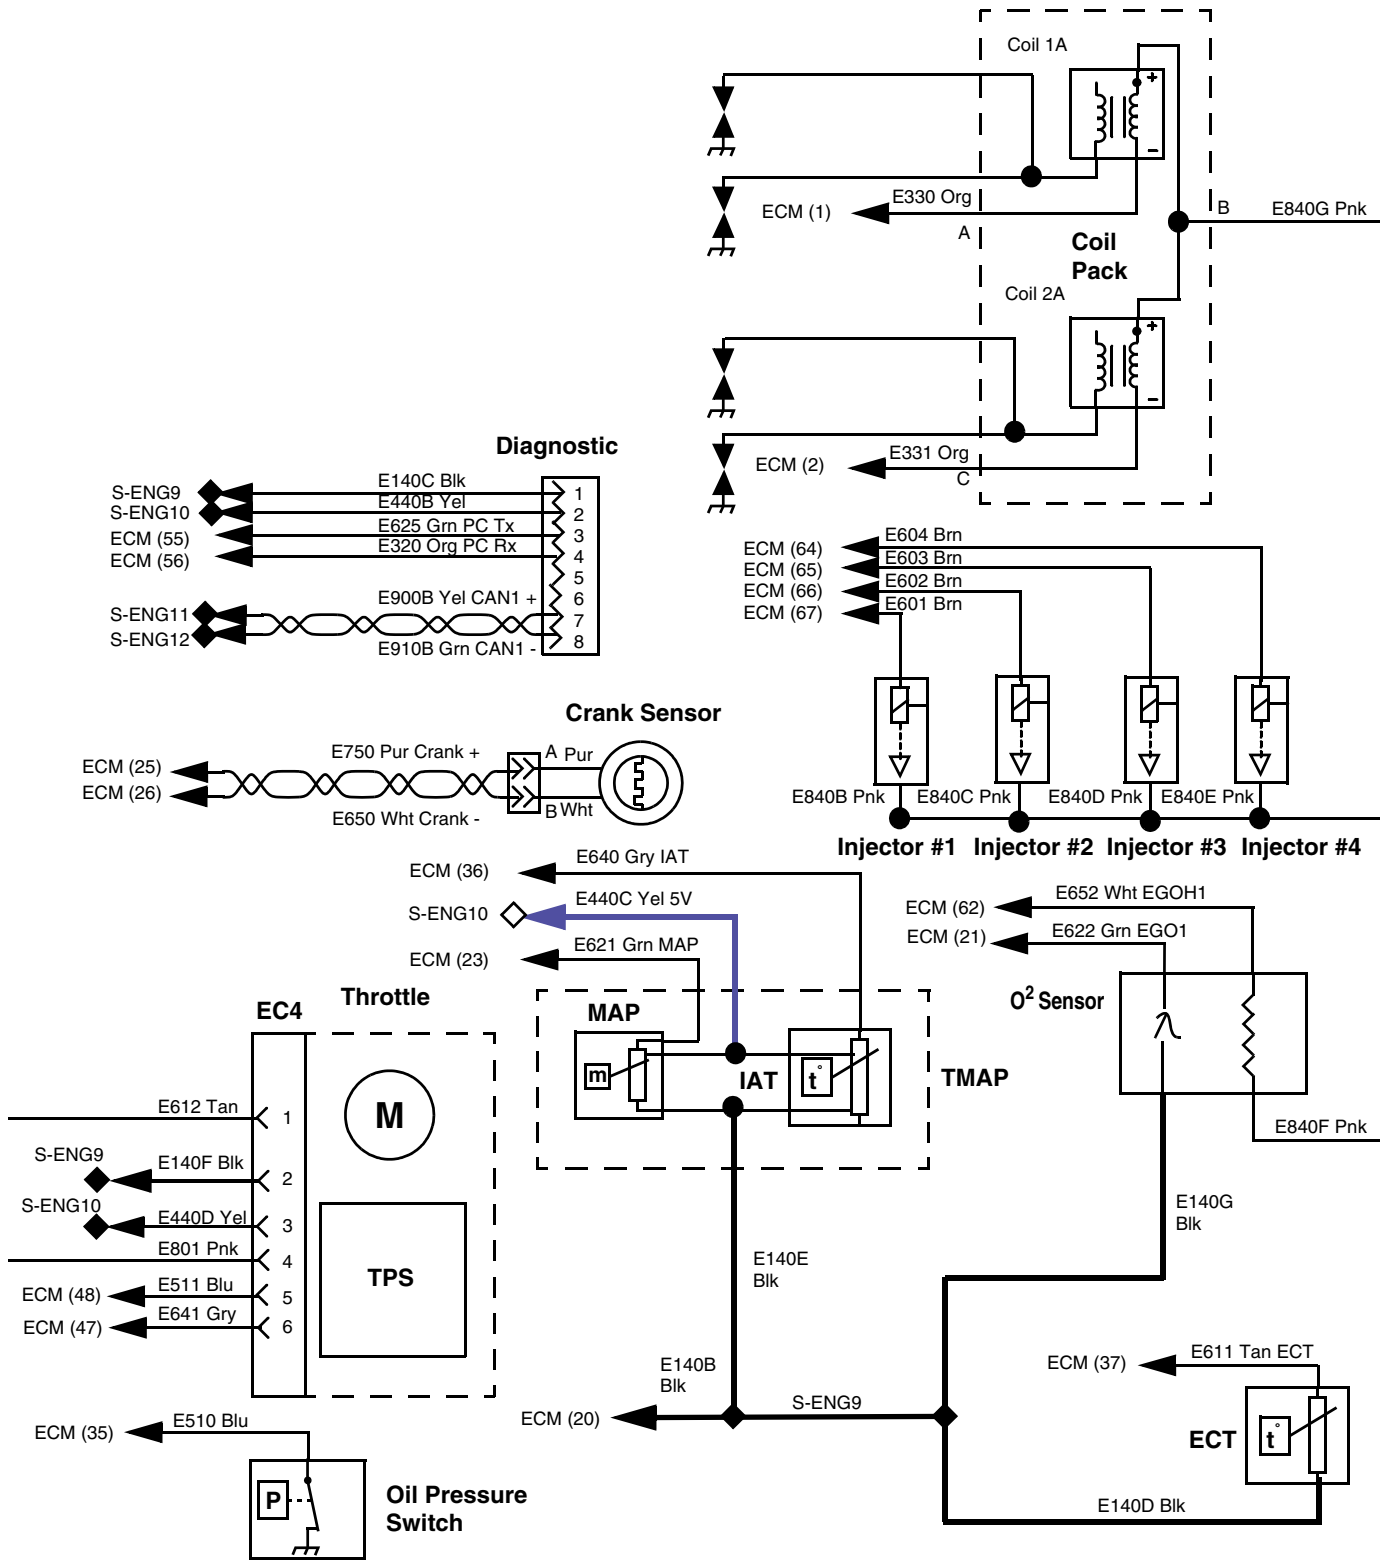 Coil 1A
+
-
E330 Org
ECM (1)
A
B
E840G Pnk
Coil
Pack
Coil 2A
+
-
E331 Org
ECM (2)
C
Diagnostic
S-ENG9
E140C Blk
1
S-ENG10
E440B Yel
2
ECM (55)
E625 Grn PC Tx
3
ECM (56)
E320 Org PC Rx
4
5
E900B Yel CAN1 +
6
S-ENG11
7
S-ENG12
E910B Grn CAN1 -
8
ECM (64)
E604 Brn
ECM (65)
E603 Brn
ECM (66)
E602 Brn
ECM (67)
E601 Brn
E840B Pnk
E840C Pnk
E840D Pnk
E840E Pnk
Injector #1
Injector #2
Injector #3
Injector #4
Crank Sensor
E750 Pur Crank +
A
Pur
ECM (25)
ECM (26)
E650 Wht Crank -
B
Wht
ECM (36)
E640 Gry IAT
S-ENG10
E440C Yel 5V
ECM (23)
E621 Grn MAP
ECM (62)
E652 Wht EGOH1
ECM (21)
E622 Grn EGO1
O2 Sensor
E840F Pnk
MAP
m
IAT
t°
TMAP
Throttle
EC4
E612 Tan
1
M
S-ENG9
E140F Blk
2
S-ENG10
E440D Yel
3
E801 Pnk
4
TPS
ECM (48)
E511 Blu
5
ECM (47)
E641 Gry
6
E140E
Blk
E140G
Blk
E140B
Blk
ECM (20)
S-ENG9
ECM (37)
E611 Tan ECT
ECT
t°
E140D Blk
ECM (35)
E510 Blu
P
Oil Pressure
Switch